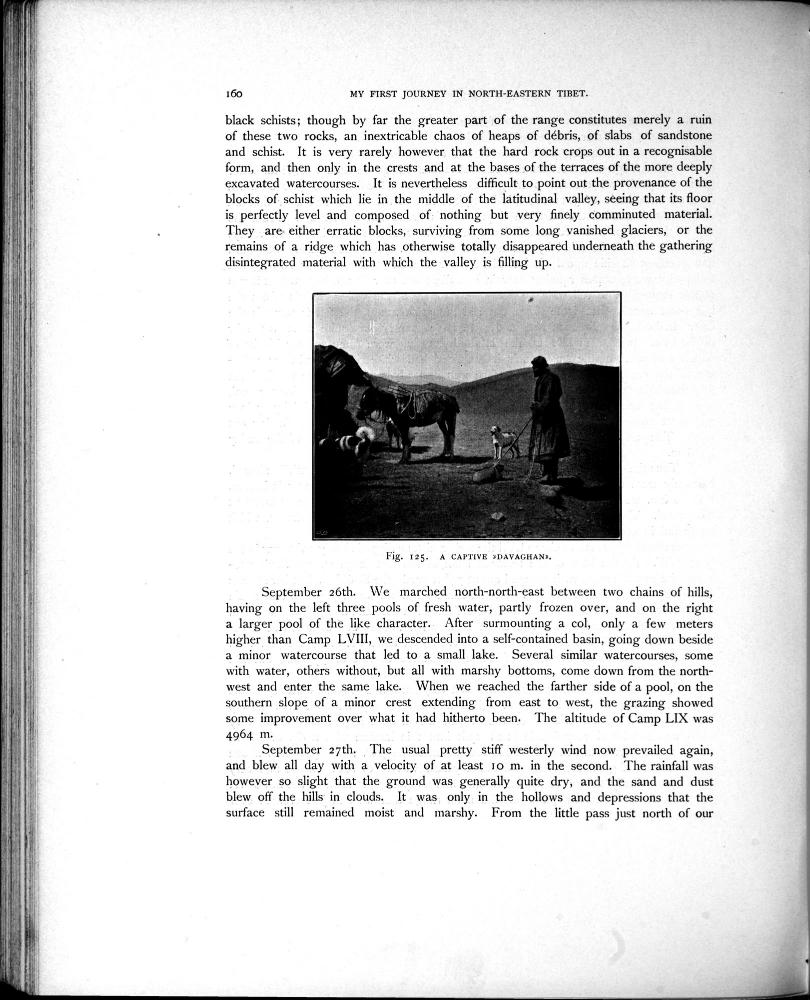 160
MY FIRST JOURNEY IN NORTH-EASTERN TIBET.
black schists; though by far the greater part of the range constitutes merely a ruin
of these two rocks, an inextricable chaos of heaps of débris, of slabs of sandstone
and schist. It is very rarely however that the hard rock crops out in a recognisable
form, and then only in the crests and at the bases of the terraces of the more deeply
excavated watercourses. It is nevertheless difficult to point out the provenance of the
blocks of schist which lie in the middle of the latitudinal valley, seeing that its floor
is perfectly level and composed of nothing but very finely comminuted material.
They are either erratic blocks, surviving from some long vanished glaciers, or the
remains of a ridge which has otherwise totally disappeared underneath the gathering
disintegrated material with which the valley is filling up.
Fig. 125. A CAPTIVE »DAVAGHAN».
September 26th. We marched north-north-east between two chains of hills,
having on the left three pools of fresh water, partly frozen over, and on the right
a larger pool of the like character. After surmounting a col, only a few meters
higher than Camp LVIII, we descended into a self-contained basin, going down beside
a minor watercourse that led to a small lake. Several similar watercourses, some
with water, others without, but all with marshy bottoms, come down from the north-
west and enter the same lake. When we reached the farther side of a pool, on the
southern slope of a minor crest extending from east to west, the grazing showed
some improvement over what it had hitherto been. The altitude of Camp LIX was
4964 m.
September 27th. The usual pretty stiff westerly wind now prevailed again,
and blew all day with a velocity of at least 10 m. in the second. The rainfall was
however so slight that the ground was generally quite dry, and the sand and dust
blew off the hills in clouds. It was only in the hollows and depressions that the
surface still remained moist and marshy. From the little pass just north of our